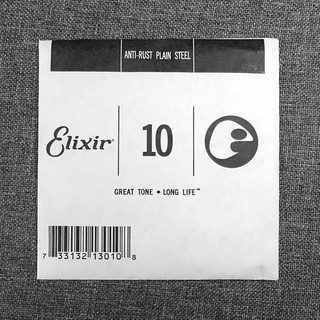 ANTI-RUST PLAIN STEEL
Elixir®
10
GREAT TONE • LONG LIFE™
7 33132 13010 8